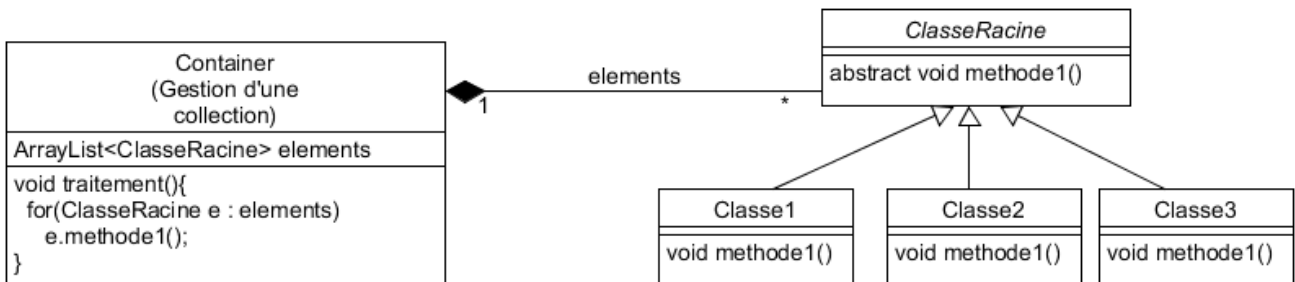 Container
(Gestion d'une
collection)
ArrayList<ClasseRacine> elements
void traitement(){
for(ClasseRacine e : elements)
e.methode1();
}
1
elements
*
ClasseRacine
abstract void methode1()
Classe1
void methode1()
Classe2
void methode1()
Classe3
void methode1()